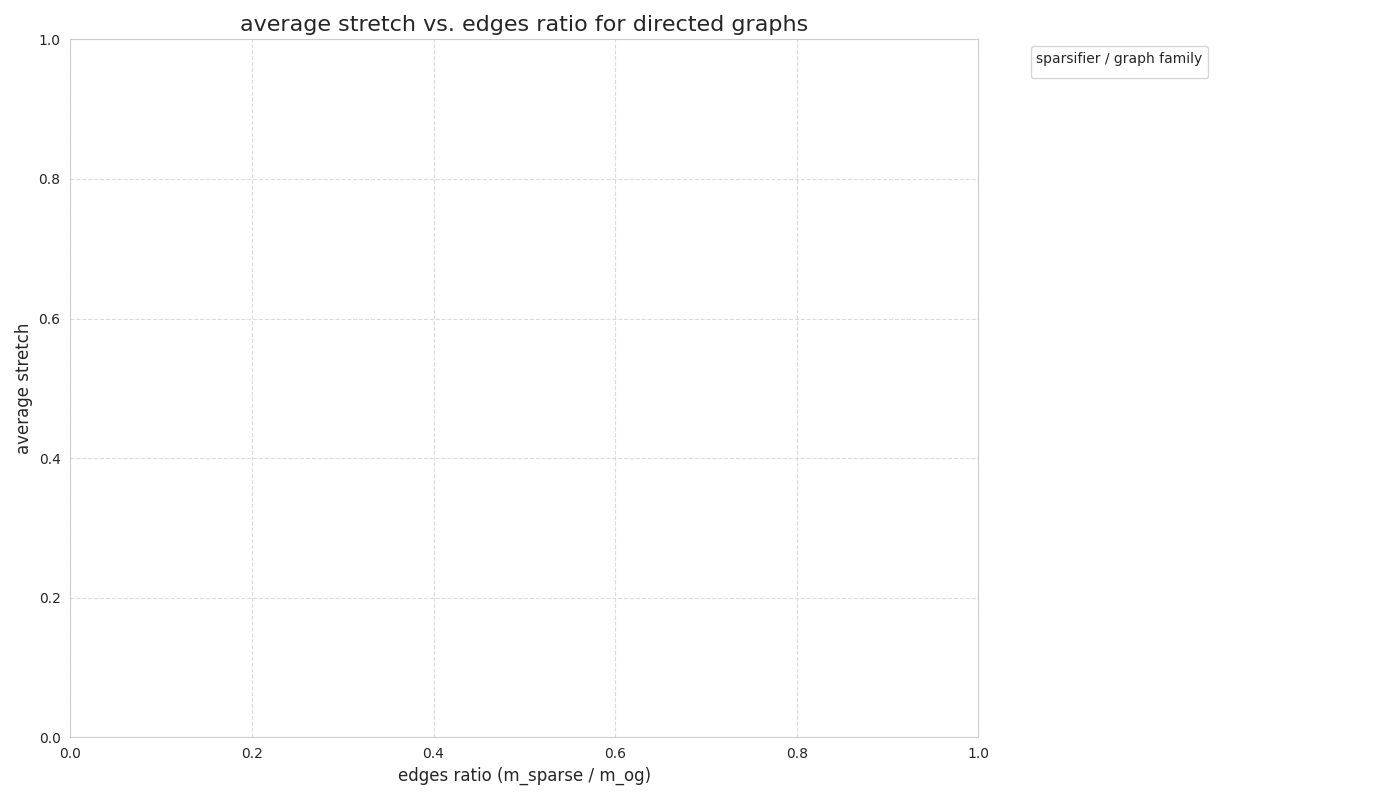 average stretch vs. edges ratio for directed graphs
sparsifier / graph family
1.0
0.8
0.6
0.4
0.2
0.0
average stretch
0.0 0.2 0.4 0.6 0.8 1.0
edges ratio (m_sparse / m_og)